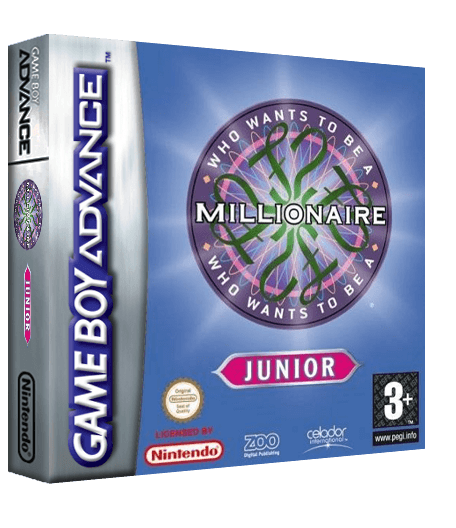 GAME BOY
ADVANCE
JUNIOR
Nintendo
GAME BOY ADVANCE™
WHO WANTS TO BE A
MILLIONAIRE
WHO WANTS TO BE A
JUNIOR
Original
Nintendo
Seal of
Quality
LICENSED BY
Nintendo
ZOO
Digital Publishing
celador
international
3+
www.pegi.info